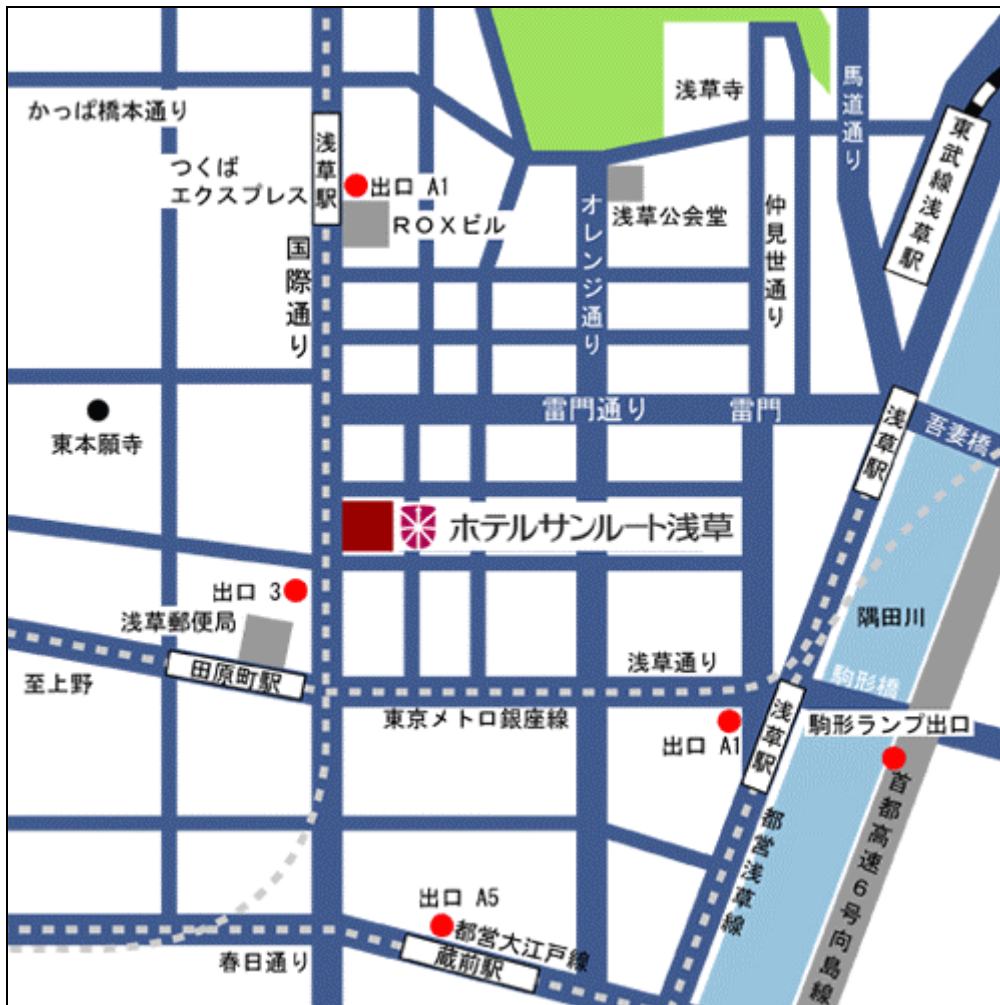 かっぱ橋本通り
浅草寺
馬道通り
東武線浅草駅
浅草駅
つくば
エクスプレス
出口 A1
ROXビル
国際通り
オレンジ通り
浅草公会堂
仲見世通り
東本願寺
雷門通り
雷門
浅草駅
吾妻橋
ホテルサンルート浅草
出口 3
浅草郵便局
隅田川
至上野
田原町駅
浅草通り
駒形橋
東京メトロ銀座線
出口 A1
浅草駅
駒形ランプ出口
首都高速6号向島線
都営浅草線
出口 A5
都営大江戸線
蔵前駅
春日通り